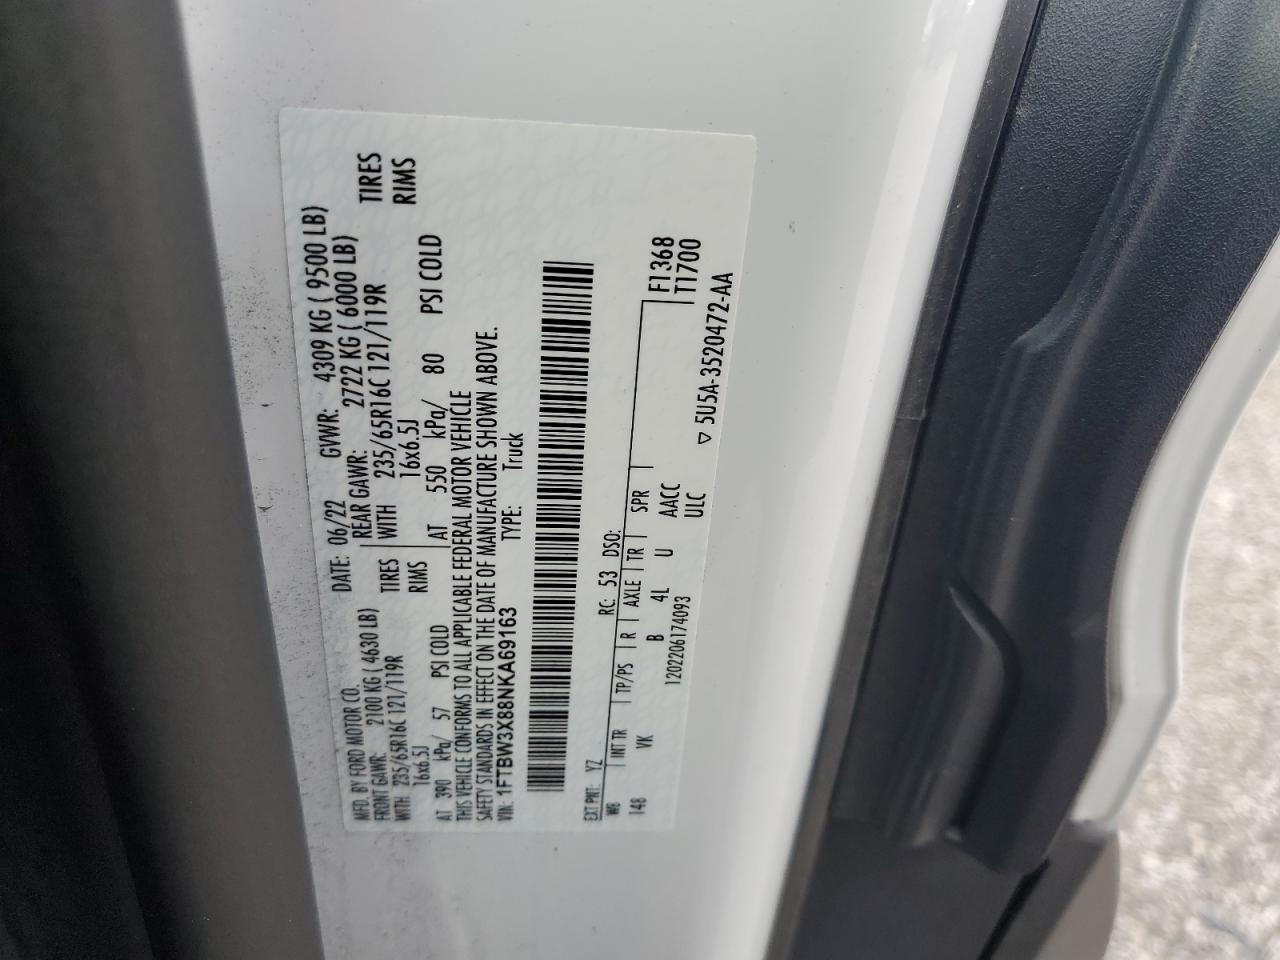 MFD. BY FORD MOTOR CO. DATE: 06/22 GVWR: 4309 KG ( 9500 LB)
FRONT GAWR: 2100 KG ( 4630 LB) REAR GAWR: 2722 KG ( 6000 LB)
WITH 235/65R16C 121/119R TIRES WITH 235/65R16C 121/119R TIRES
16x6.5J RIMS 16x6.5J RIMS
AT 390 kPa/ 57 PSI COLD AT 550 kPa/ 80 PSI COLD
THIS VEHICLE CONFORMS TO ALL APPLICABLE FEDERAL MOTOR VEHICLE
SAFETY STANDARDS IN EFFECT ON THE DATE OF MANUFACTURE SHOWN ABOVE.
VIN: 1FTBW3X88NKA69163 TYPE: Truck
EXT PNT: YZ RC: 53 DSO:
WB INT TR TP/PS R AXLE TR SPR F1368
148 VK B 4L U AACC T1700
1202206174093 ULC
▽ 5U5A-3520472-AA